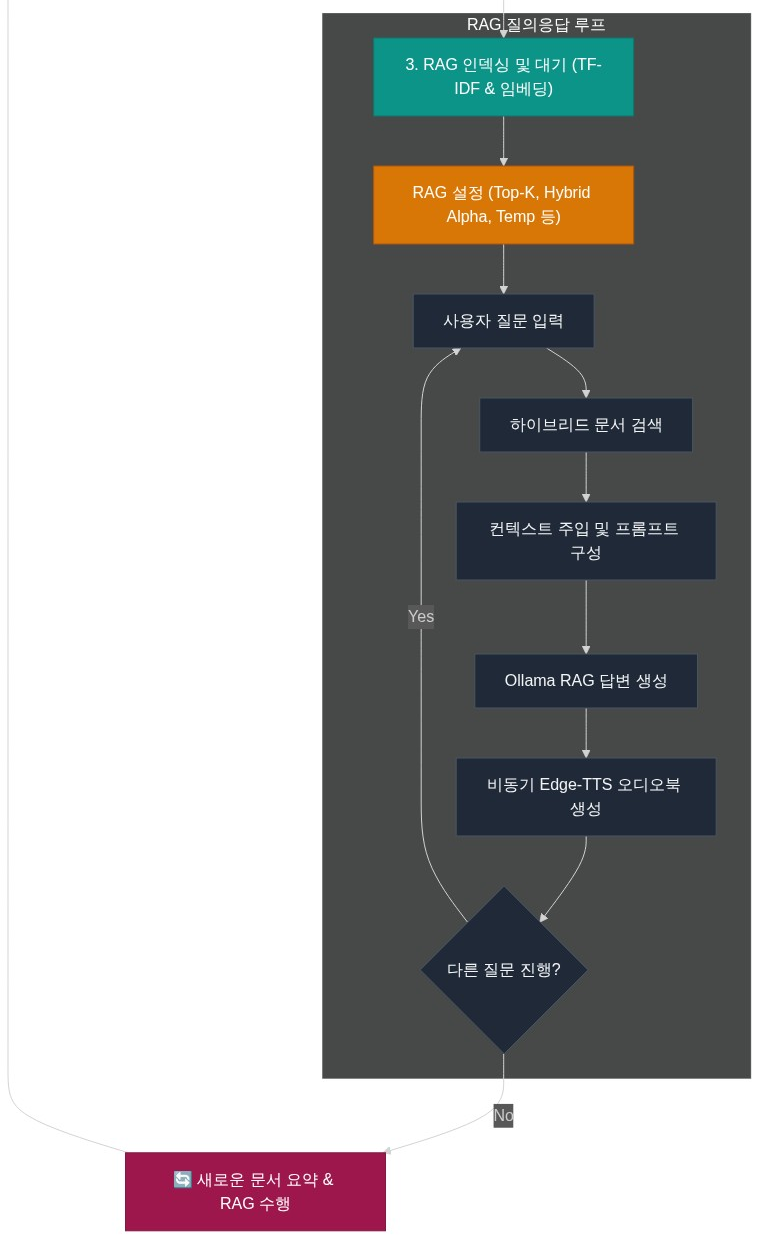 RAG 질의응답 루프
3. RAG 인덱싱 및 대기 (TF-
IDF & 임베딩)
RAG 설정 (Top-K, Hybrid
Alpha, Temp 등)
사용자 질문 입력
하이브리드 문서 검색
컨텍스트 주입 및 프롬프트
구성
Yes
Ollama RAG 답변 생성
비동기 Edge-TTS 오디오북
생성
다른 질문 진행?
No
🔄 새로운 문서 요약 &
RAG 수행